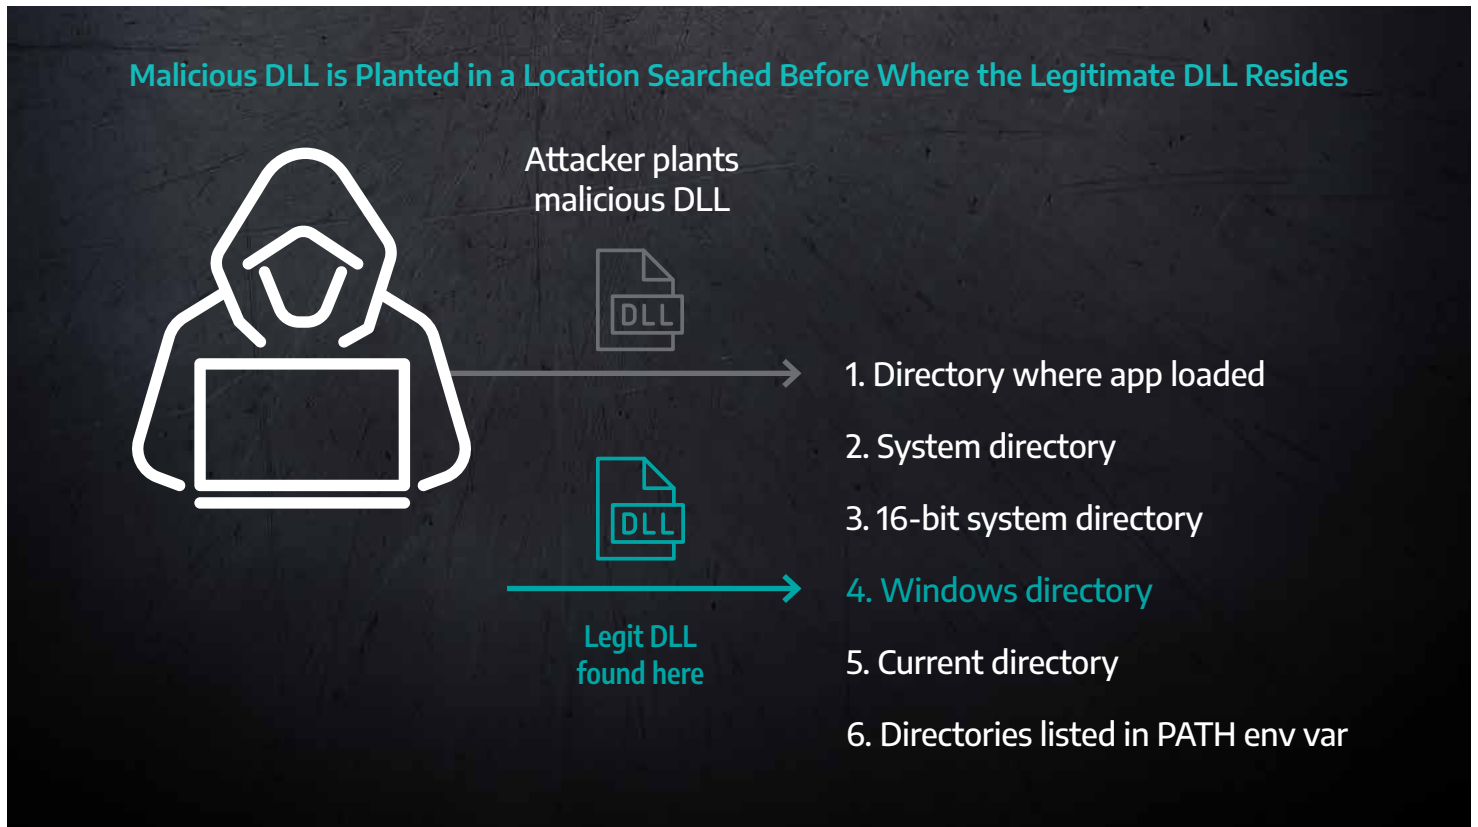 Malicious DLL is Planted in a Location Searched Before Where the Legitimate DLL Resides
Attacker plants
malicious DLL
DLL
1. Directory where app loaded
2. System directory
3. 16-bit system directory
DLL
4. Windows directory
Legit DLL
found here
5. Current directory
6. Directories listed in PATH env var